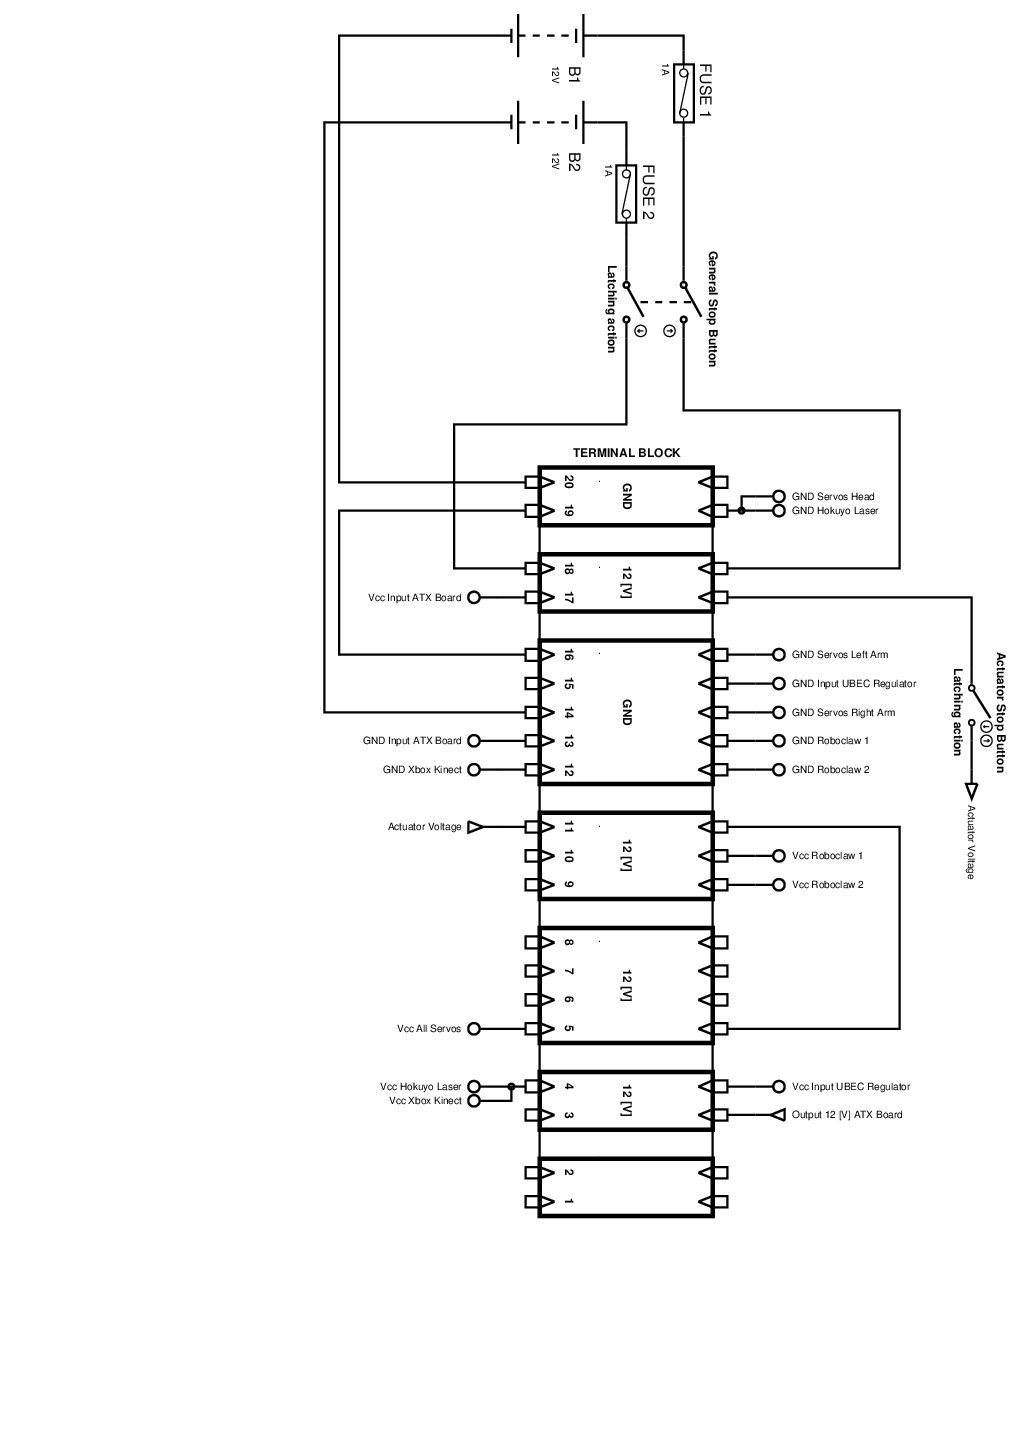 B1
12V
FUSE 1
1A
B2
12V
FUSE 2
1A
General Stop Button
Latching action
TERMINAL BLOCK
20
GND
19
GND Servos Head
GND Hokuyo Laser
18
12 [V]
17
Vcc Input ATX Board
Actuator Stop Button
Latching action
Actuator Voltage
16
GND Servos Left Arm
15
GND Input UBEC Regulator
GND
14
GND Servos Right Arm
GND Input ATX Board
13
GND Roboclaw 1
GND Xbox Kinect
12
GND Roboclaw 2
Actuator Voltage
11
12 [V]
10
Vcc Roboclaw 1
9
Vcc Roboclaw 2
8
7
12 [V]
6
Vcc All Servos
5
Vcc Hokuyo Laser
Vcc Xbox Kinect
4
12 [V]
Vcc Input UBEC Regulator
3
Output 12 [V] ATX Board
2
1